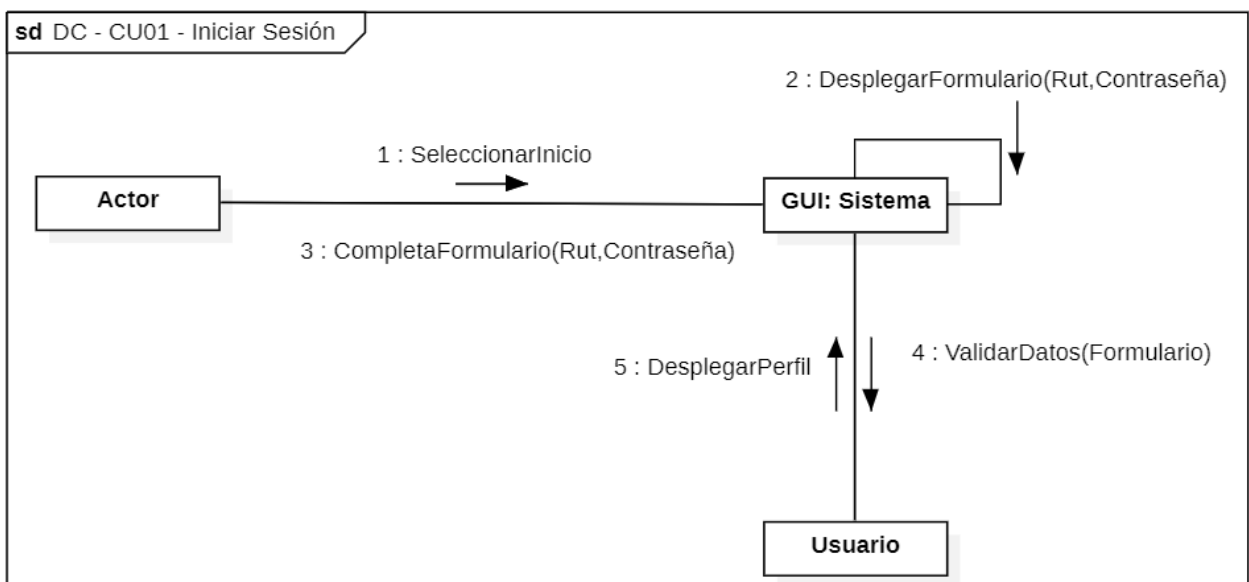 sd DC - CU01 - Iniciar Sesión
2 : DesplegarFormulario(Rut,Contraseña)
1 : SeleccionarInicio
Actor
GUI: Sistema
3 : CompletaFormulario(Rut,Contraseña)
5 : DesplegarPerfil
4 : ValidarDatos(Formulario)
Usuario